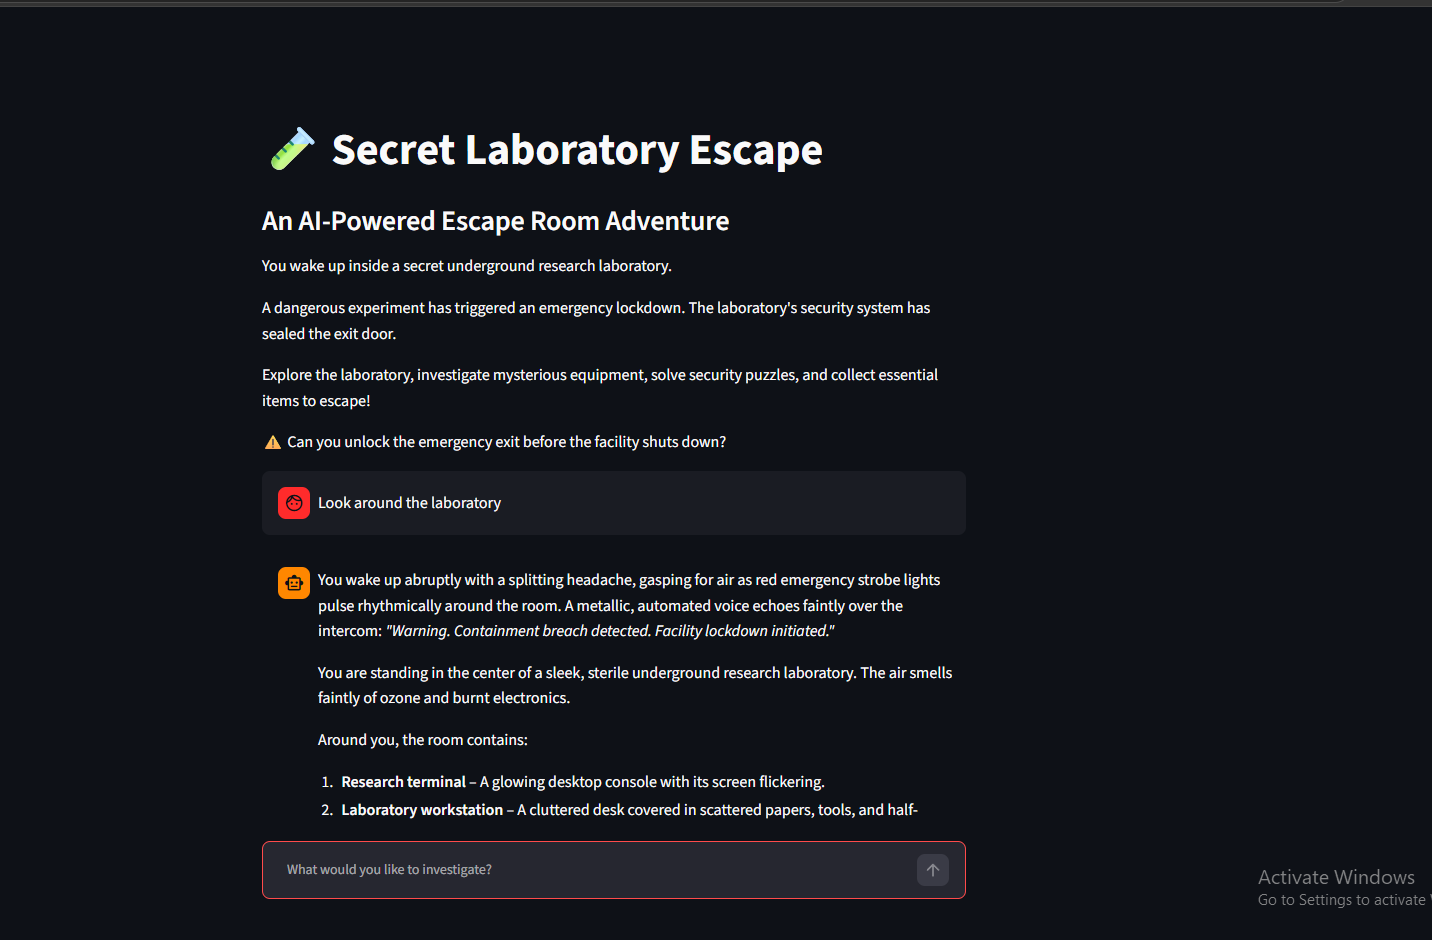 Secret Laboratory Escape
An AI-Powered Escape Room Adventure
You wake up inside a secret underground research laboratory.
A dangerous experiment has triggered an emergency lockdown. The laboratory's security system has
sealed the exit door.
Explore the laboratory, investigate mysterious equipment, solve security puzzles, and collect essential
items to escape!
Can you unlock the emergency exit before the facility shuts down?
Look around the laboratory
You wake up abruptly with a splitting headache, gasping for air as red emergency strobe lights
pulse rhythmically around the room. A metallic, automated voice echoes faintly over the
intercom: "Warning. Containment breach detected. Facility lockdown initiated."
You are standing in the center of a sleek, sterile underground research laboratory. The air smells
faintly of ozone and burnt electronics.
Around you, the room contains:
1. Research terminal – A glowing desktop console with its screen flickering.
2. Laboratory workstation – A cluttered desk covered in scattered papers, tools, and half-
What would you like to investigate?
Activate Windows
Go to Settings to activate